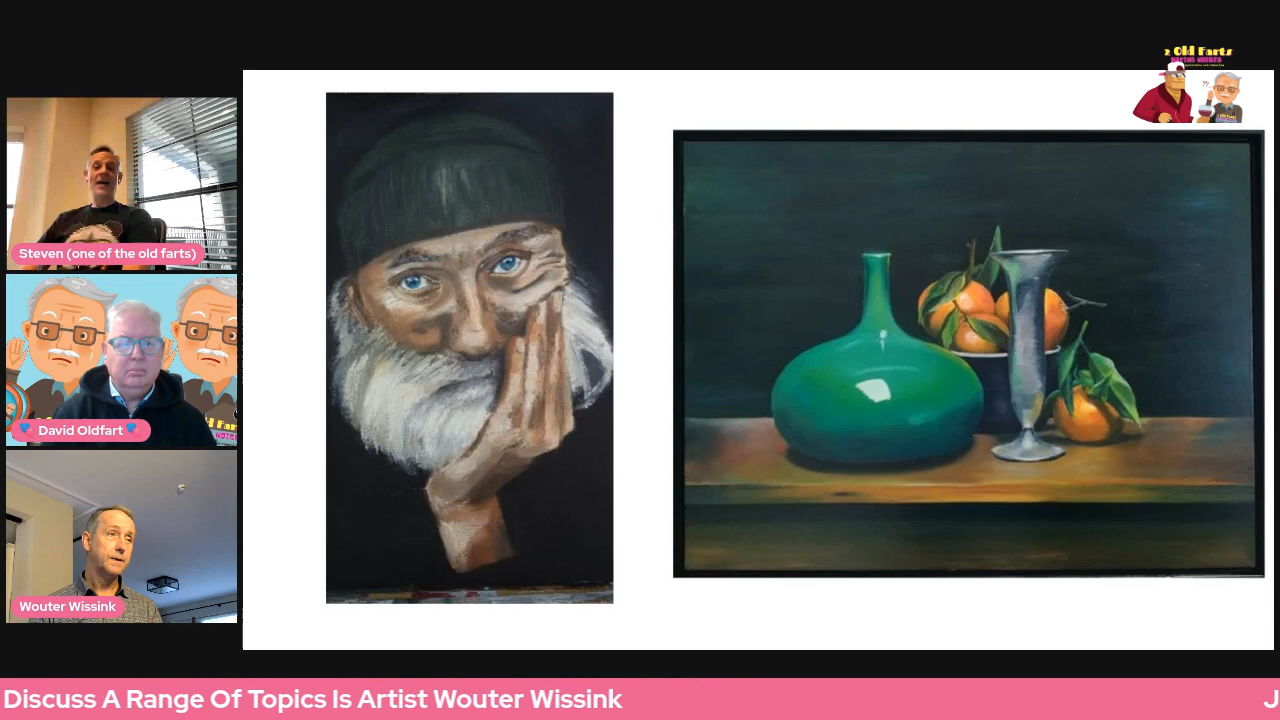 2 Old Farts
Steven (one of the old farts)
💙 David Oldfart 💙
Wouter Wissink
Discuss A Range Of Topics Is Artist Wouter Wissink
J